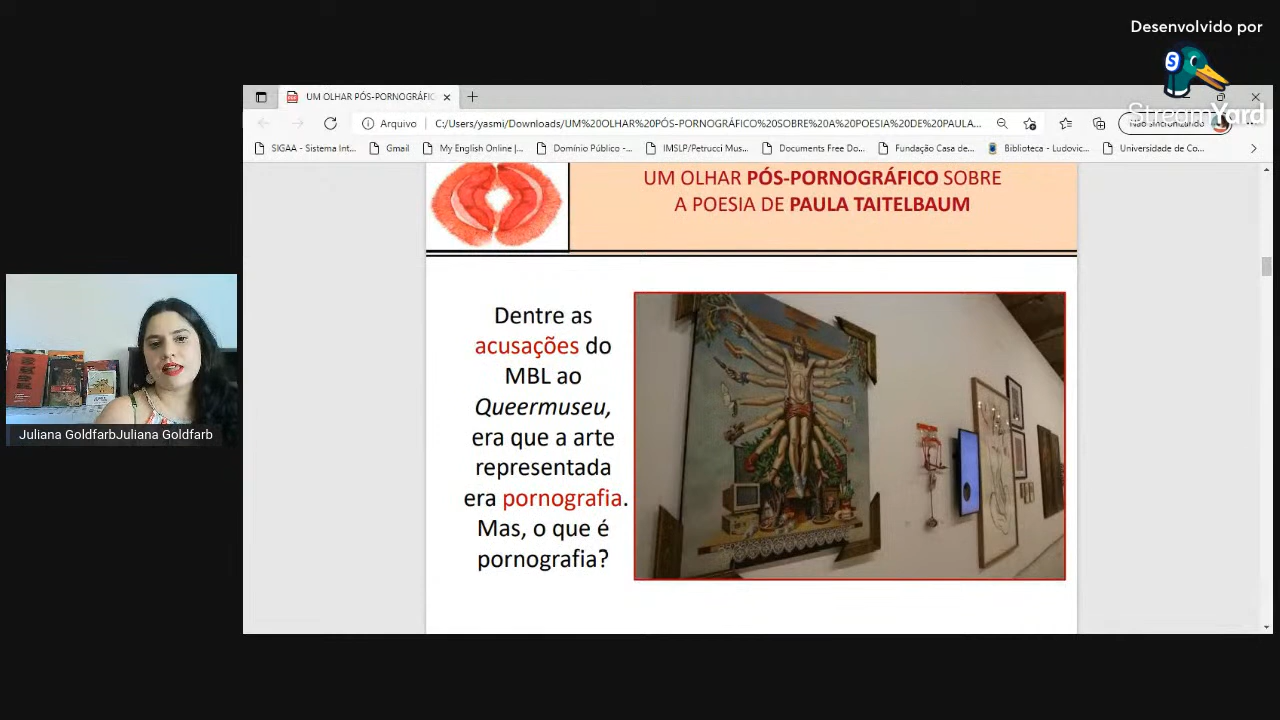 Desenvolvido por
S
StreamYard
UM OLHAR PÓS-PORNOGRÁFIC
Arquivo
C:/Users/yasmi/Downloads/UM%20OLHAR%20PÓS-PORNOGRÁFICO%20SOBRE%20A%20POESIA%20DE%20PAULA...
Não sincronizando
SIGAA - Sistema Int...
Gmail
My English Online |...
Domínio Público -...
IMSLP/Petrucci Mus...
Documents Free Do...
Fundação Casa de...
Biblioteca - Ludovic...
Universidade de Co...
UM OLHAR PÓS-PORNOGRÁFICO SOBRE
A POESIA DE PAULA TAITELBAUM
Dentre as
acusações do
MBL ao
Queermuseu,
era que a arte
representada
era pornografia.
Mas, o que é
pornografia?
Juliana GoldfarbJuliana Goldfarb